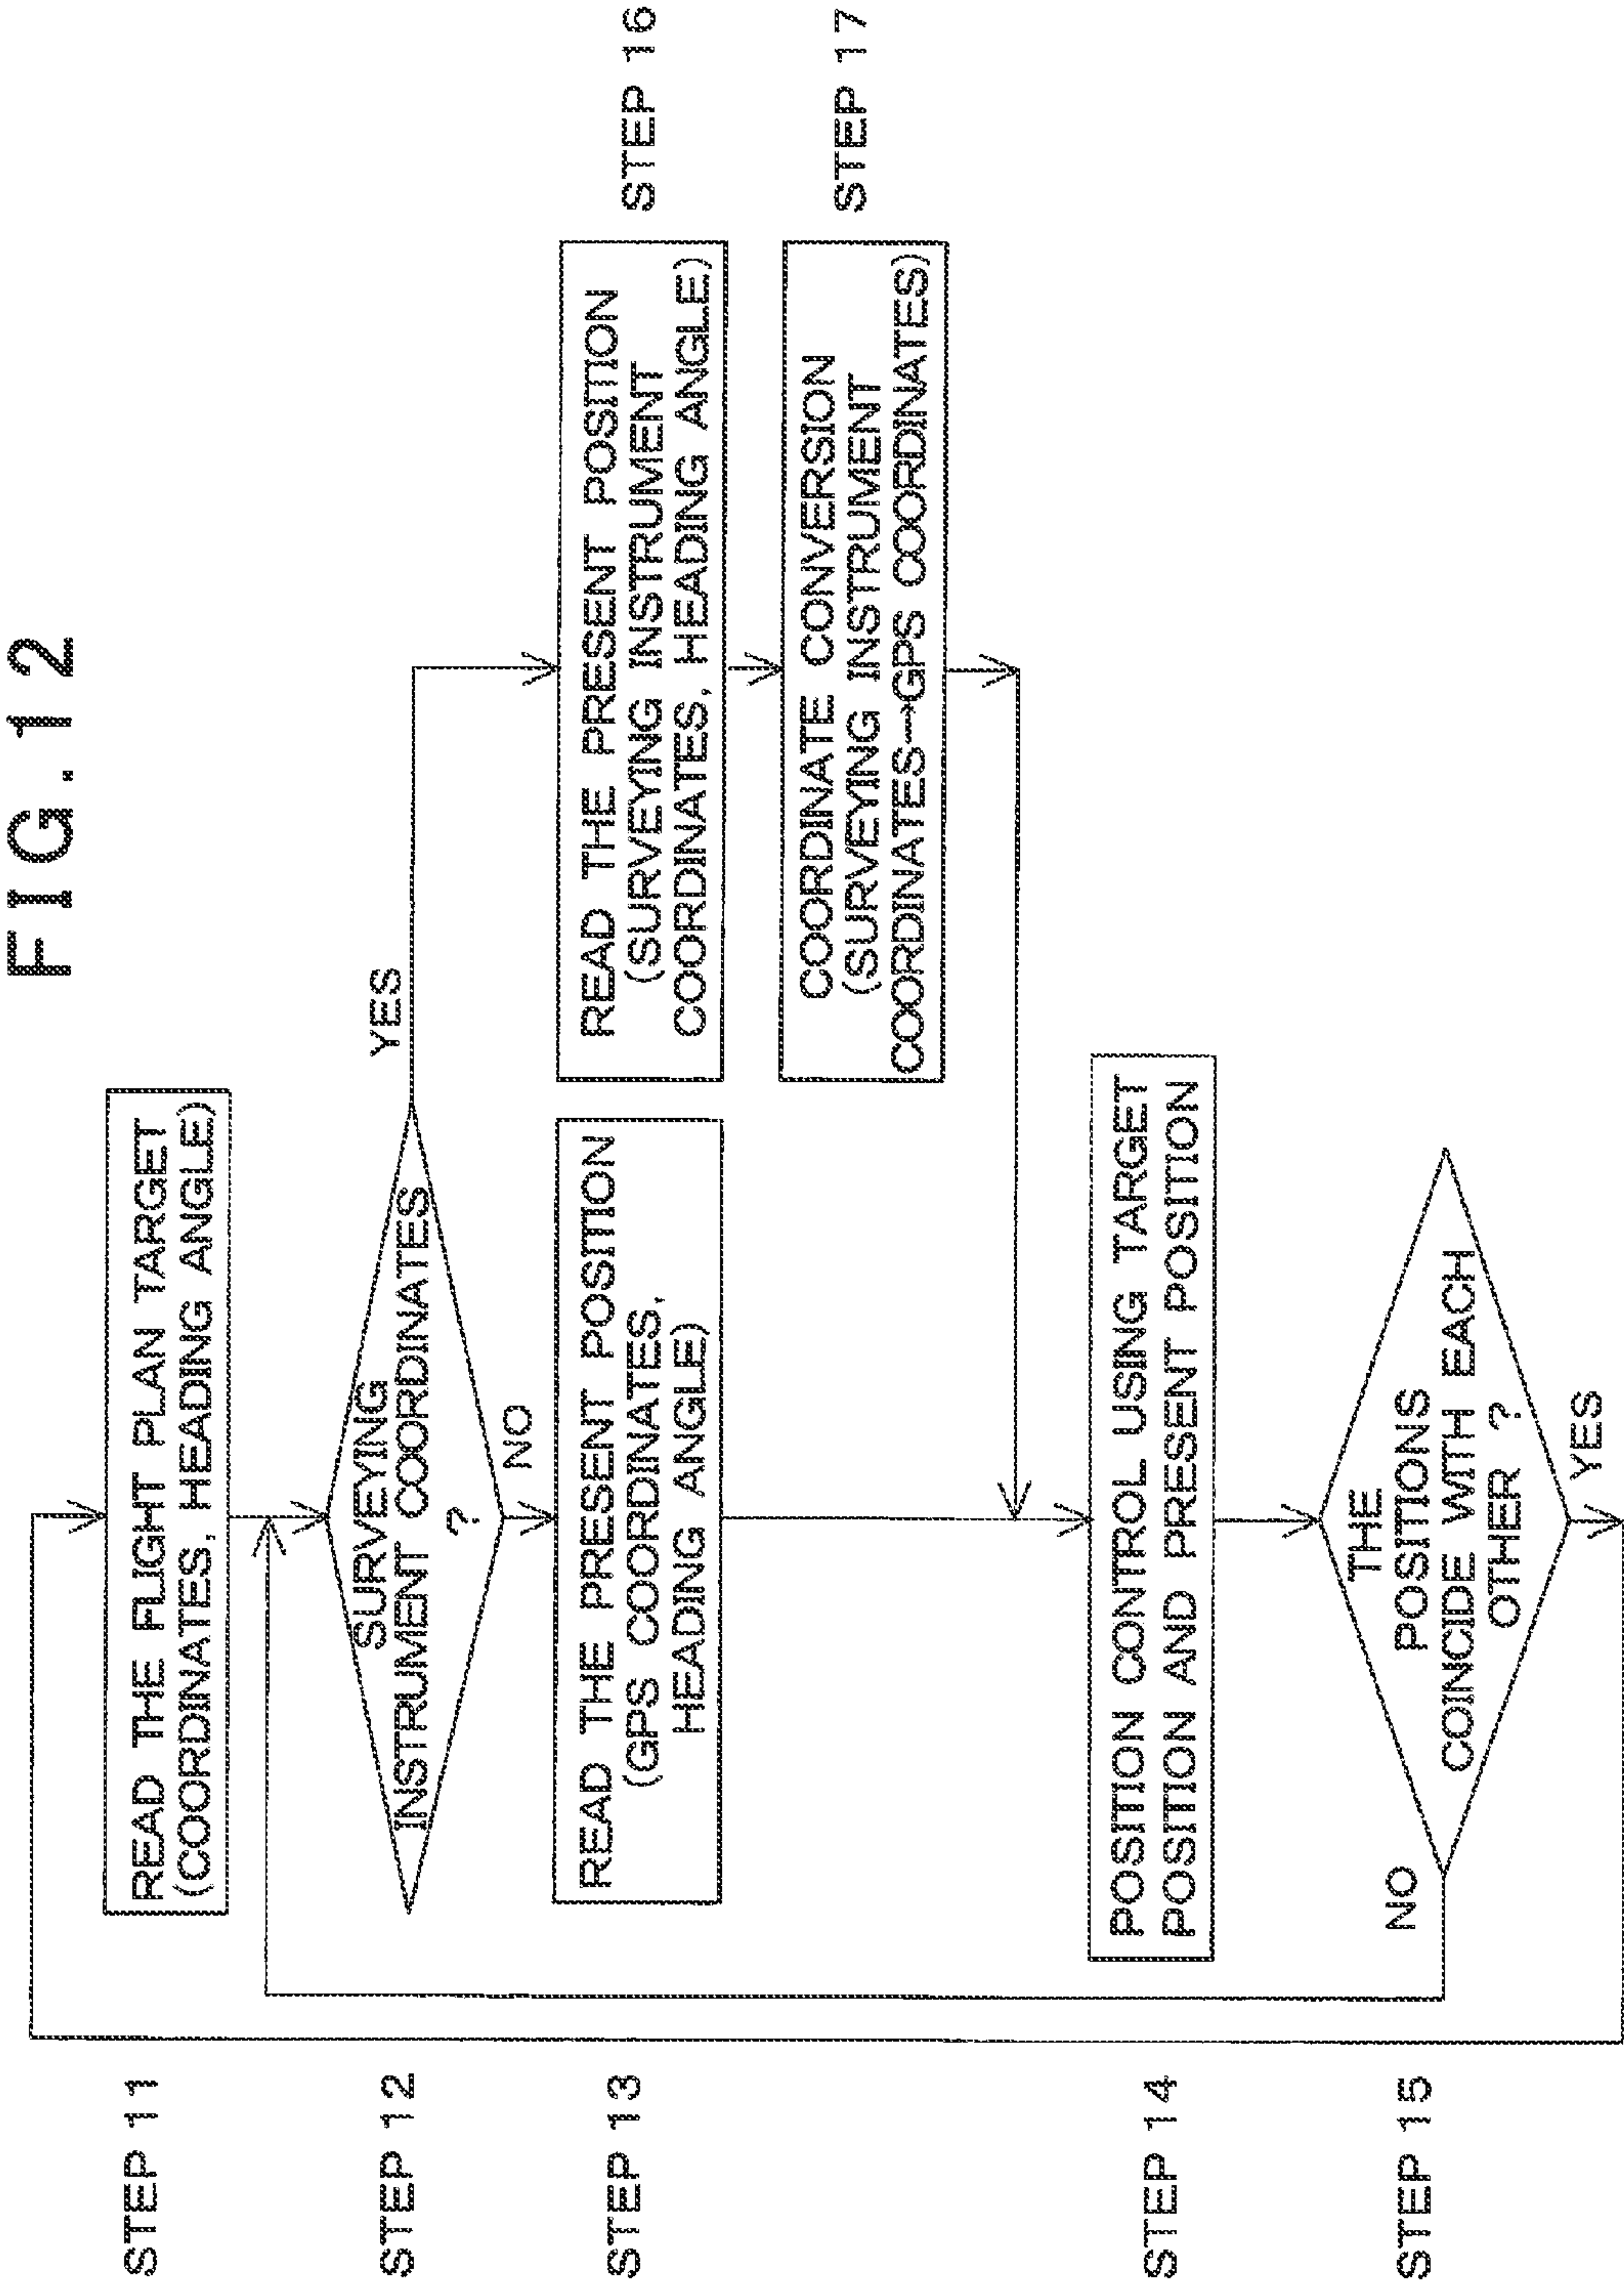 FIG.12
STEP 11
READ THE FLIGHT PLAN TARGET
(COORDINATES, HEADING ANGLE)
STEP 12
SURVEYING
INSTRUMENT COORDINATES
?
YES
NO
STEP 13
READ THE PRESENT POSITION
(GPS COORDINATES,
HEADING ANGLE)
READ THE PRESENT POSITION
(SURVEYING INSTRUMENT
COORDINATES, HEADING ANGLE)
STEP 16
COORDINATE CONVERSION
(SURVEYING INSTRUMENT
COORDINATES→GPS COORDINATES)
STEP 17
STEP 14
POSITION CONTROL USING TARGET
POSITION AND PRESENT POSITION
STEP 15
NO
THE
POSITIONS
COINCIDE WITH EACH
OTHER ?
YES